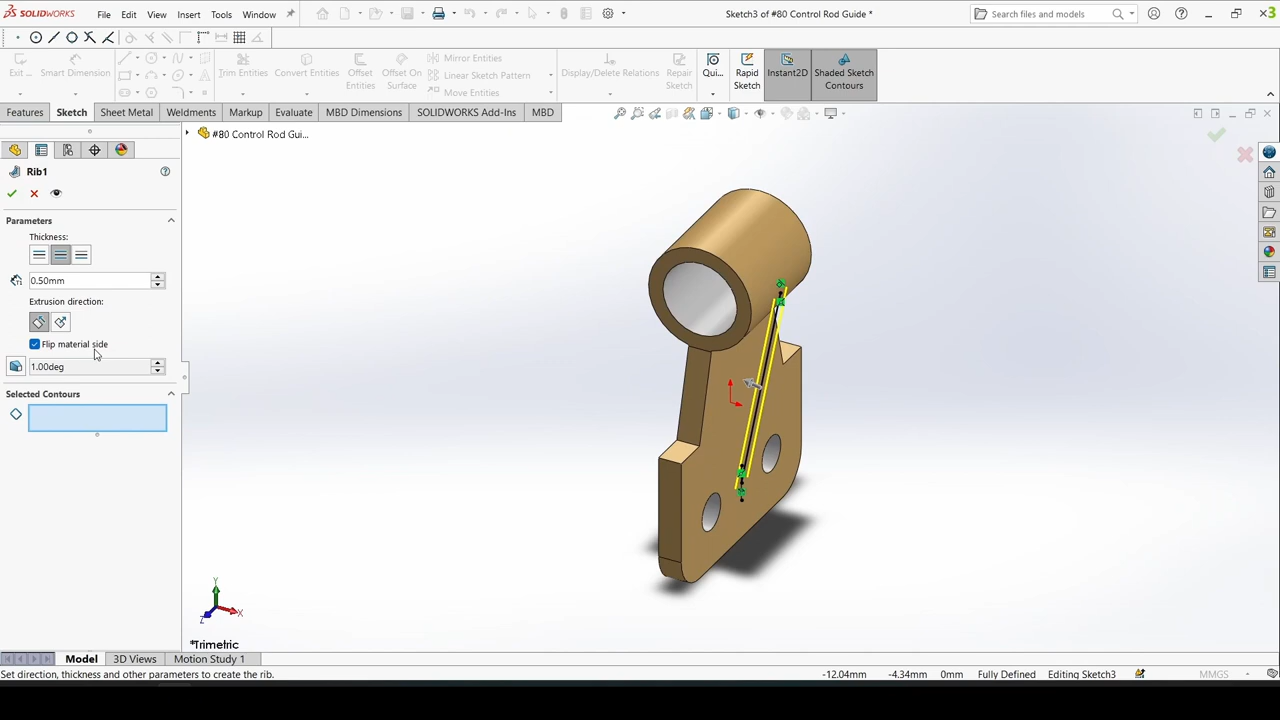 SOLIDWORKS File Edit View Insert Tools Window Sketch3 of #80 Control Rod Guide * Search files and models
Exit ... Smart Dimension Trim Entities Convert Entities Offset Entities Offset On Surface Mirror Entities Linear Sketch Pattern Move Entities Display/Delete Relations Repair Sketch Qui... Rapid Sketch Instant2D Shaded Sketch Contours
Features Sketch Sheet Metal Weldments Markup Evaluate MBD Dimensions SOLIDWORKS Add-Ins MBD
#80 Control Rod Gui...
Rib1
Parameters
Thickness:
0.50mm
Extrusion direction:
Flip material side
1.00deg
Selected Contours
Y
X
Z
*Trimetric
Model 3D Views Motion Study 1
Set direction, thickness and other parameters to create the rib. -12.04mm -4.34mm 0mm Fully Defined Editing Sketch3 MMGS